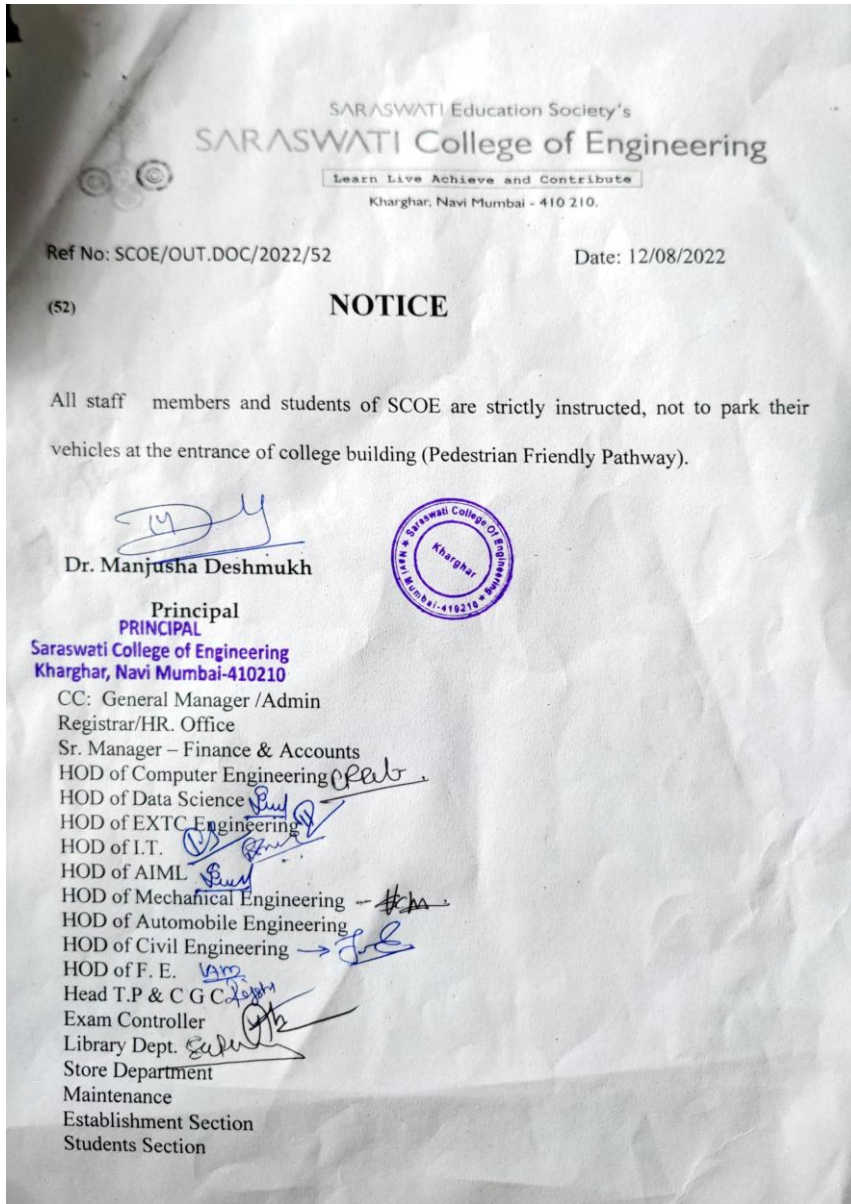 SARASWATI Education Society's
SARASWATI College of Engineering
Learn Live Achieve and Contribute
Kharghar, Navi Mumbai - 410 210.
Ref No: SCOE/OUT.DOC/2022/52 Date: 12/08/2022
(52) NOTICE
All staff members and students of SCOE are strictly instructed, not to park their
vehicles at the entrance of college building (Pedestrian Friendly Pathway).
Saraswati College Of Engineering ★ Navi Mumbai-410210 ★
Kharghar
Dr. Manjusha Deshmukh
Principal
PRINCIPAL
Saraswati College of Engineering
Kharghar, Navi Mumbai-410210
CC: General Manager /Admin
Registrar/HR. Office
Sr. Manager – Finance & Accounts
HOD of Computer Engineering
HOD of Data Science
HOD of EXTC Engineering
HOD of I.T.
HOD of AIML
HOD of Mechanical Engineering
HOD of Automobile Engineering
HOD of Civil Engineering
HOD of F. E.
Head T.P & C G C
Exam Controller
Library Dept.
Store Department
Maintenance
Establishment Section
Students Section